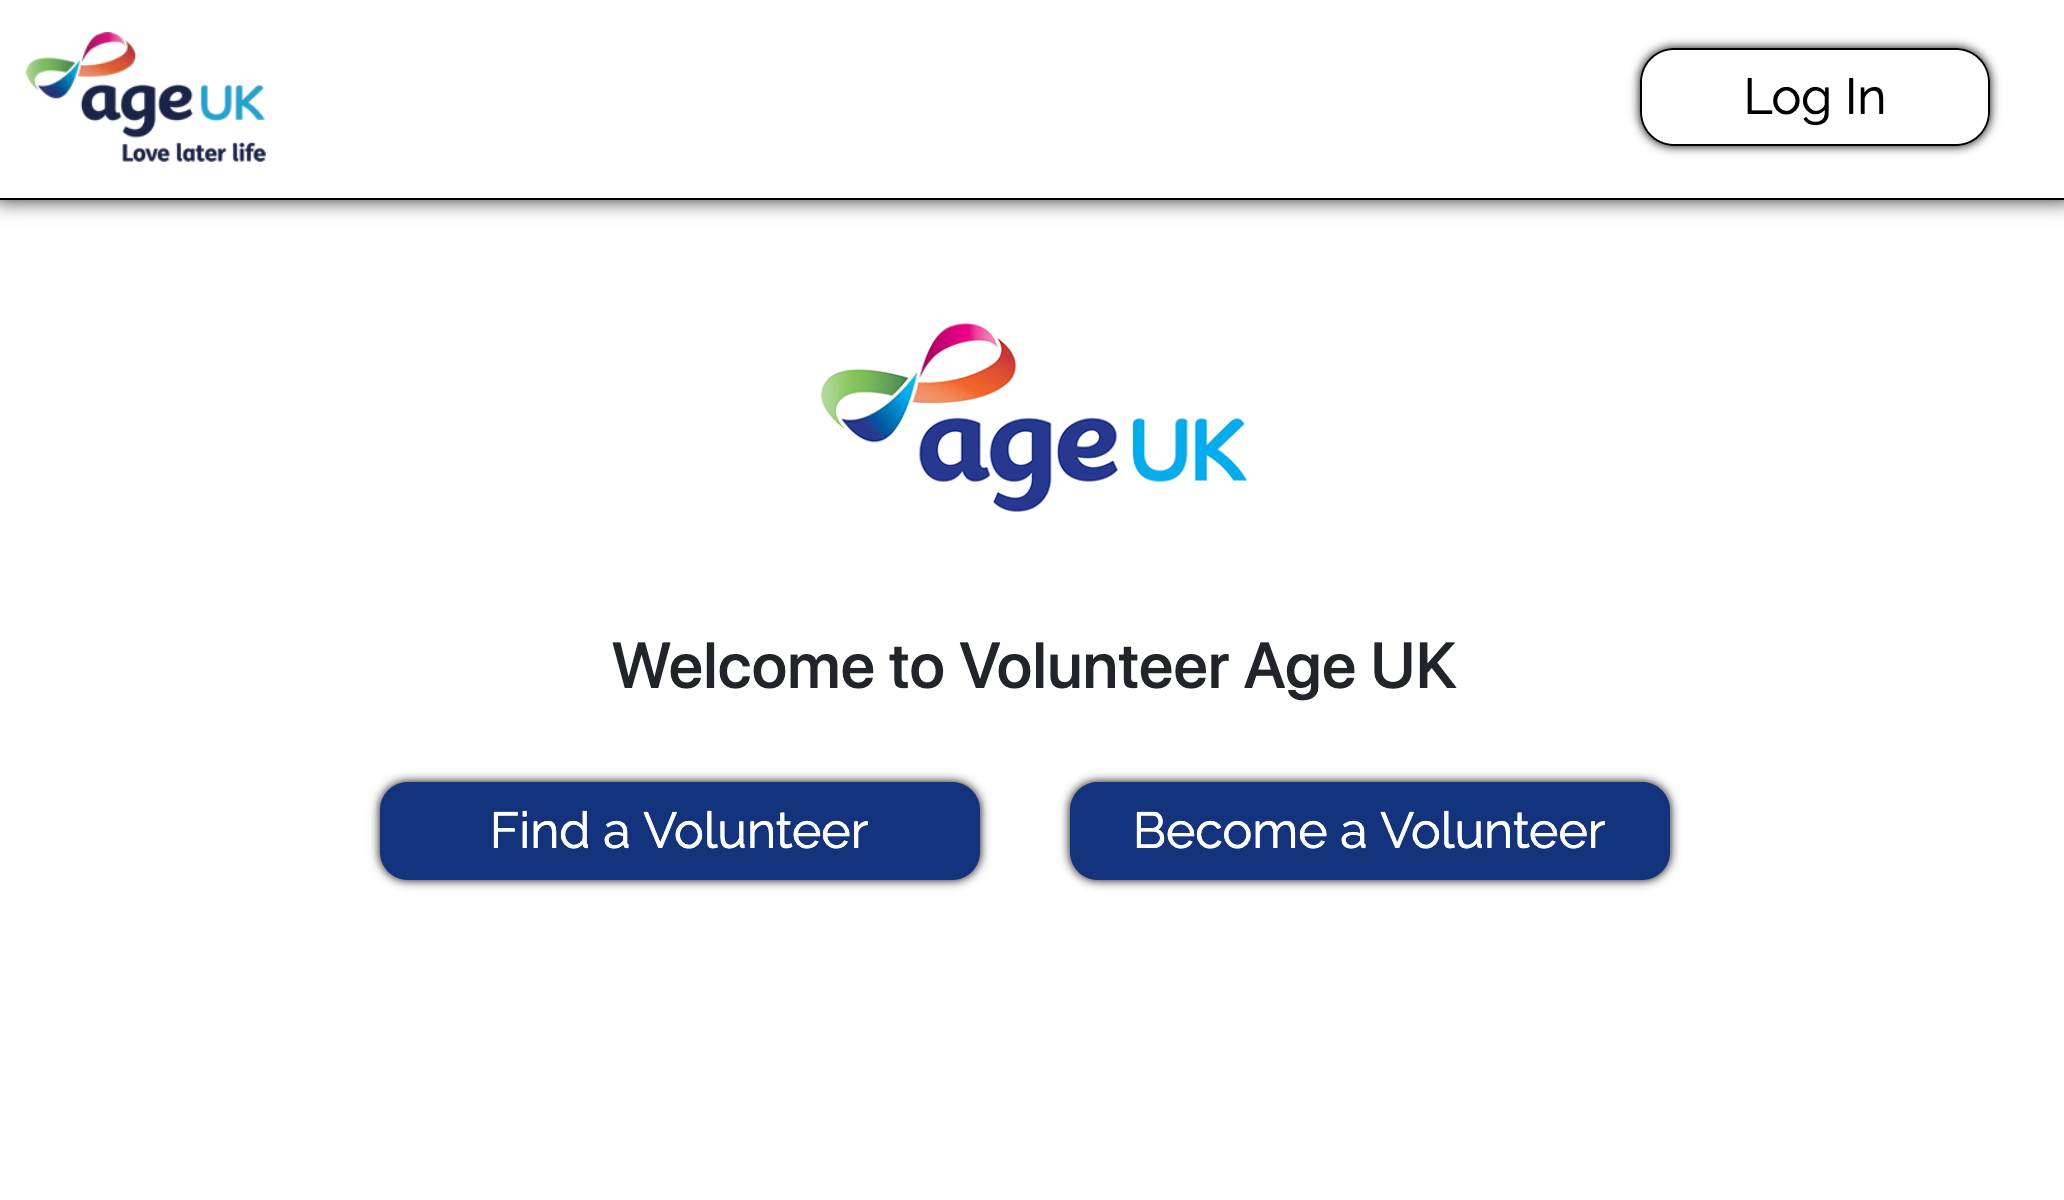 age UK
Love later life
Log In
age UK
Welcome to Volunteer Age UK
Find a Volunteer
Become a Volunteer